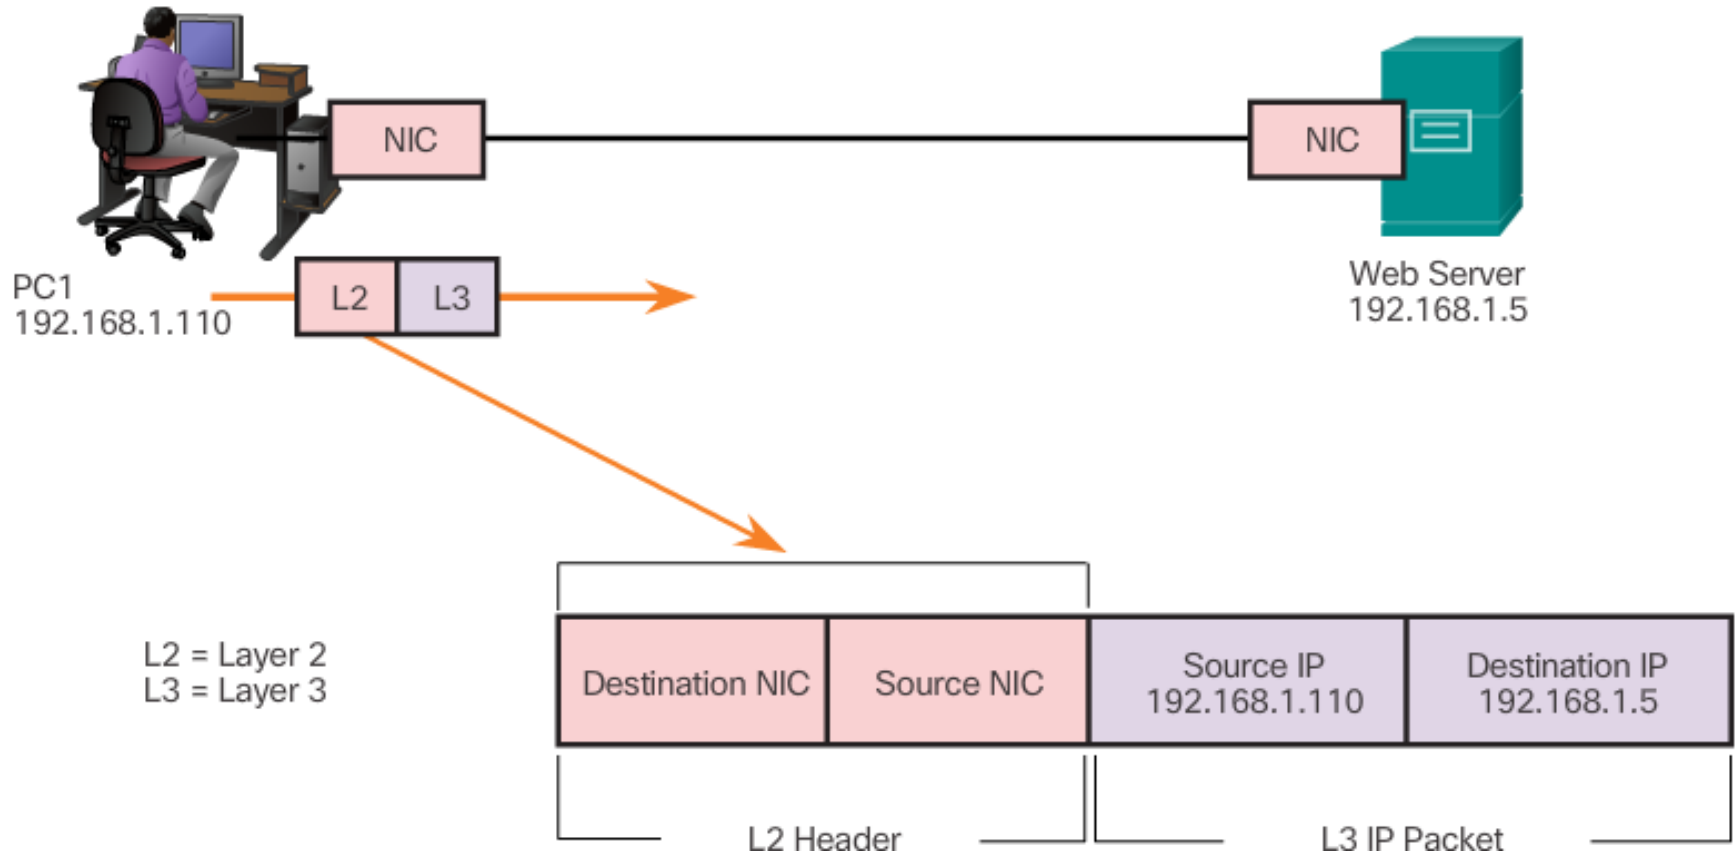 NIC
NIC
PC1
192.168.1.110
L2
L3
Web Server
192.168.1.5
L2 = Layer 2
L3 = Layer 3
Destination NIC
Source NIC
Source IP
192.168.1.110
Destination IP
192.168.1.5
L2 Header
L3 IP Packet